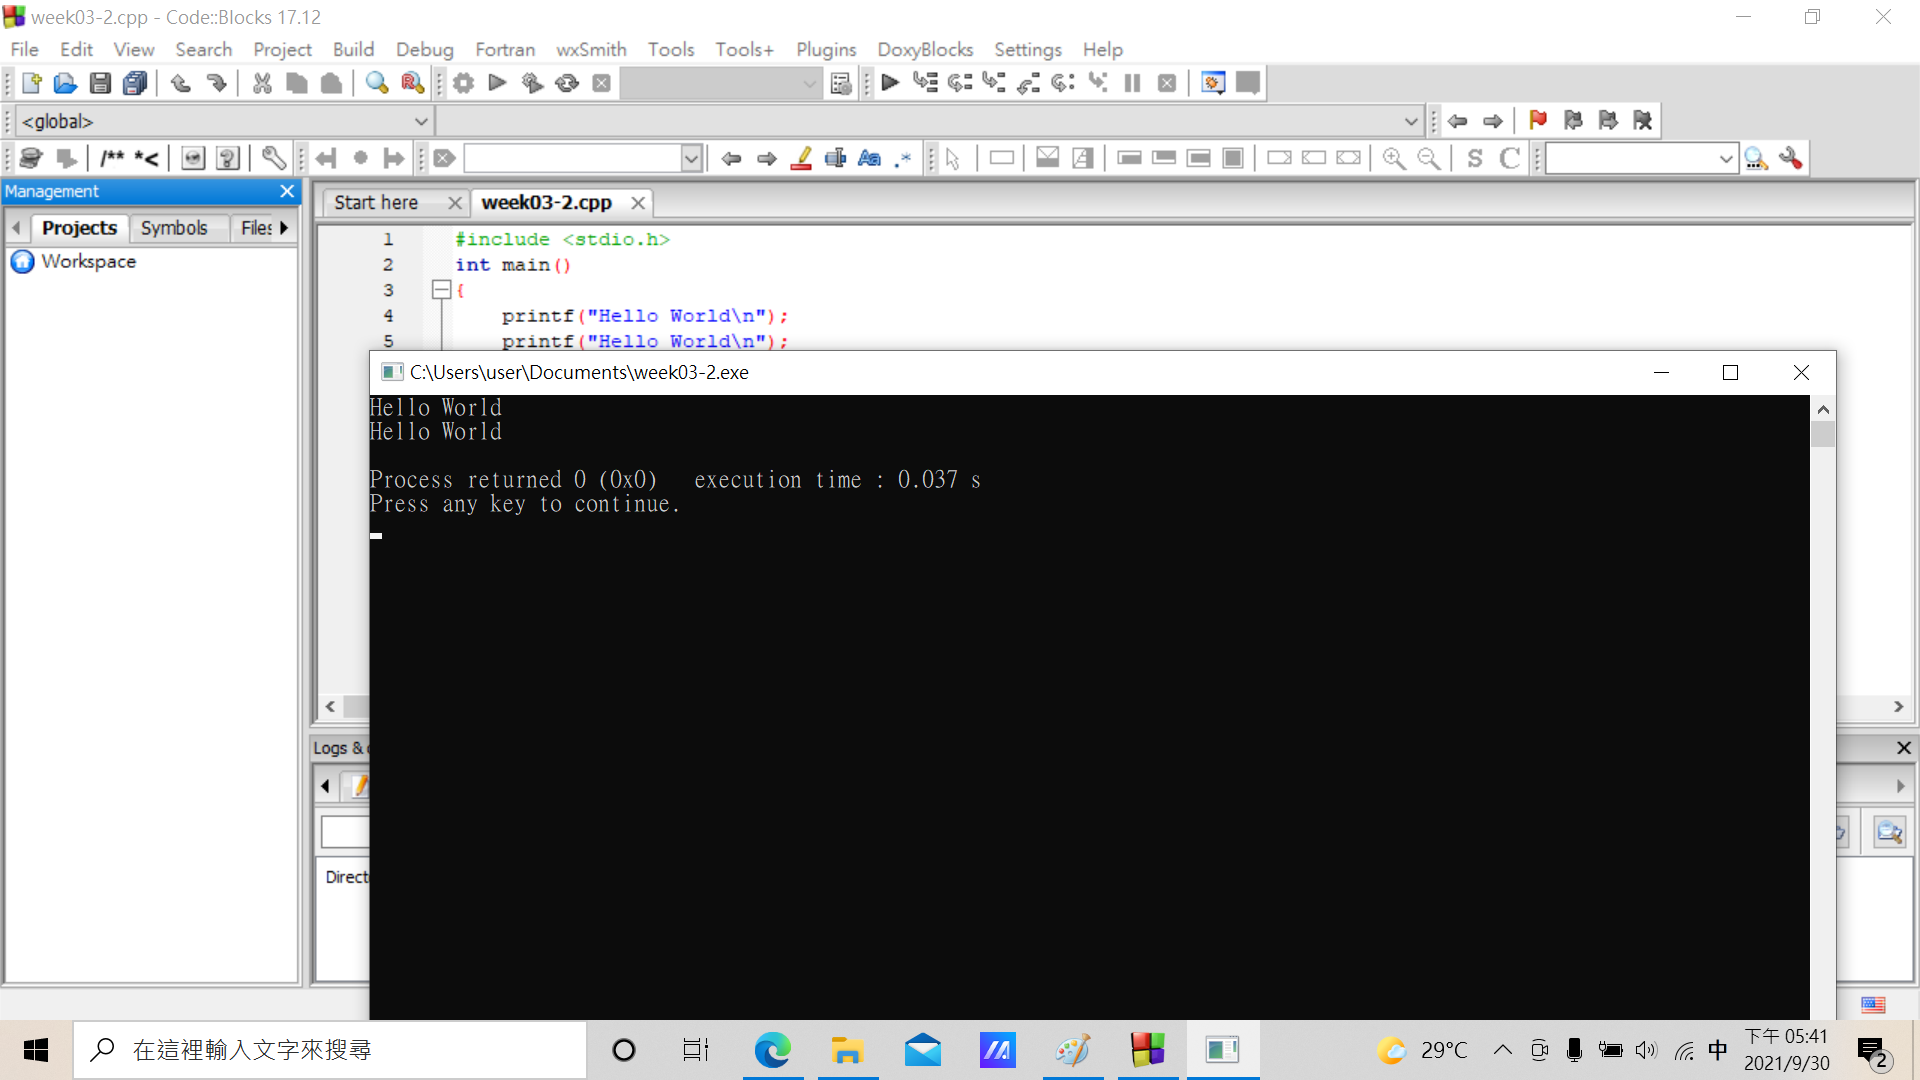 week03-2.cpp - Code::Blocks 17.12
File Edit View Search Project Build Debug Fortran wxSmith Tools Tools+ Plugins DoxyBlocks Settings Help
<global>
/** *<
Management
Projects Symbols Files
Workspace
Start here week03-2.cpp
1 #include <stdio.h>
2 int main()
3 {
4 printf("Hello World\n");
5 printf("Hello World\n");
C:\Users\user\Documents\week03-2.exe
Hello World
Hello World
Process returned 0 (0x0) execution time : 0.037 s
Press any key to continue.
Logs &
Direct
在這裡輸入文字來搜尋
29°C
中
下午 05:41
2021/9/30
2